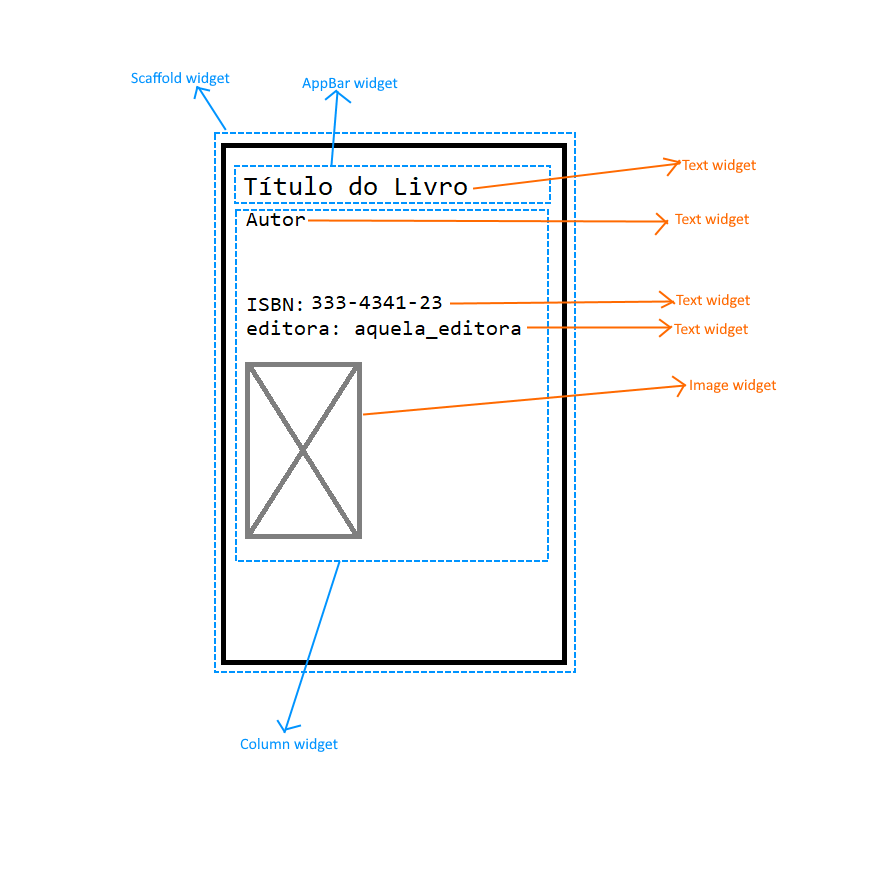 Scaffold widget
AppBar widget
Título do Livro
Text widget
Autor
Text widget
ISBN: 333-4341-23
Text widget
editora: aquela_editora
Text widget
Image widget
Column widget